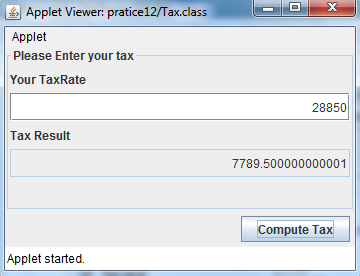 Applet Viewer: pratice12/Tax.class
Applet
Please Enter your tax
Your TaxRate
28850
Tax Result
7789.500000000001
Compute Tax
Applet started.